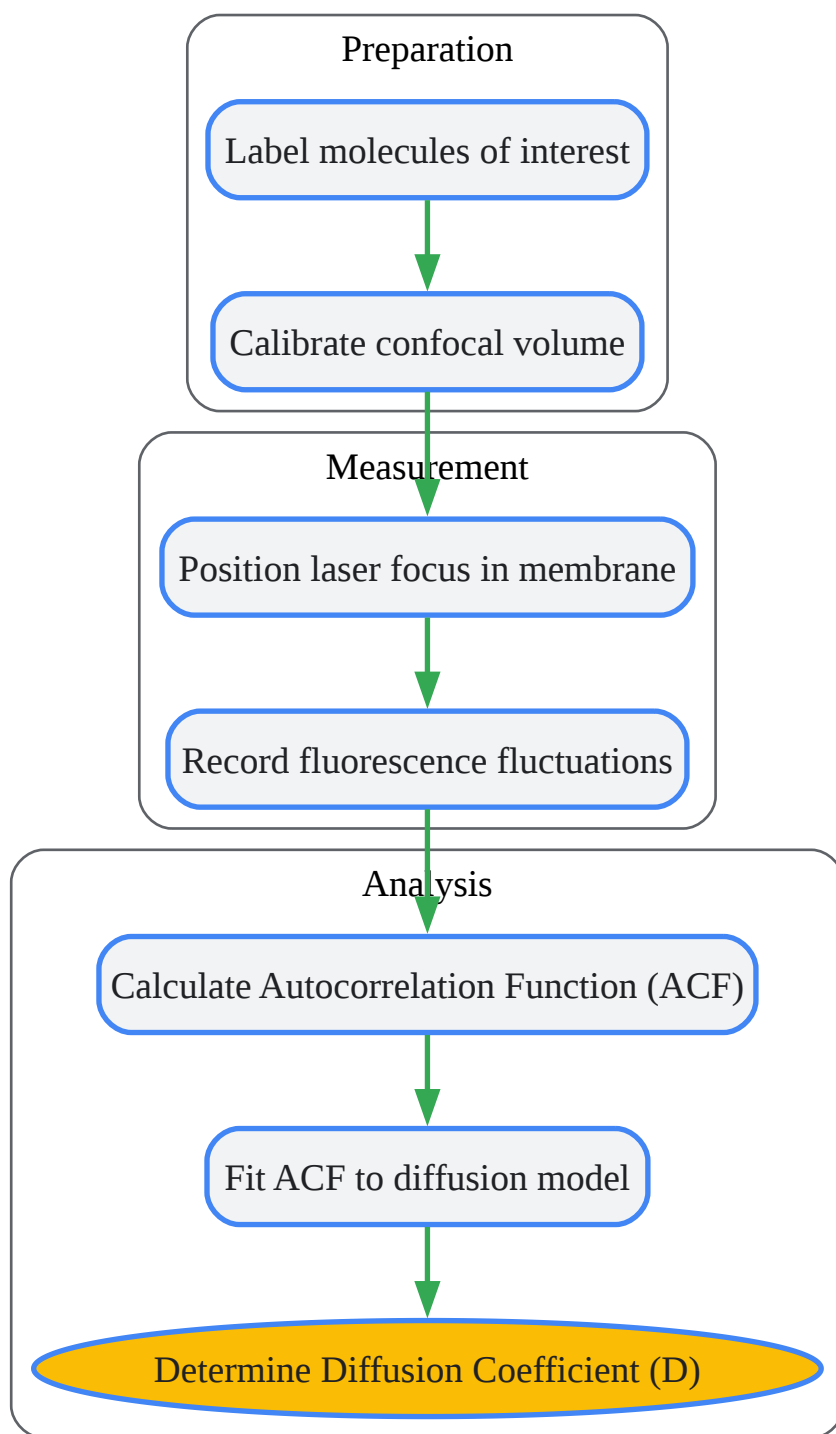 Preparation
Label molecules of interest
Calibrate confocal volume
Measurement
Position laser focus in membrane
Record fluorescence fluctuations
Analysis
Calculate Autocorrelation Function (ACF)
Fit ACF to diffusion model
Determine Diffusion Coefficient (D)